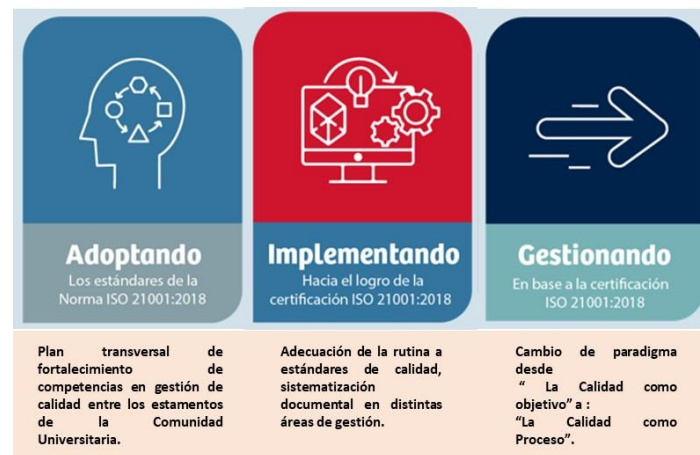 Adoptando
Los estándares de la
Norma ISO 21001:2018
Implementando
Hacia el logro de la
certificación ISO 21001:2018
Gestionando
En base a la certificación
ISO 21001:2018
Plan transversal de
fortalecimiento de
competencias en gestión de
calidad entre los estamentos
de la Comunidad
Universitaria.
Adecuación de la rutina a
estándares de calidad,
sistematización
documental en distintas
áreas de gestión.
Cambio de paradigma
desde
“ La Calidad como
objetivo” a :
“La Calidad como
Proceso”.